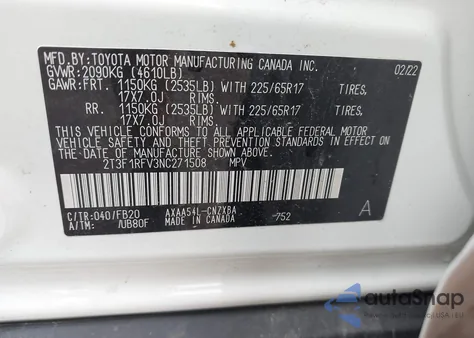 MFD.BY: TOYOTA MOTOR MANUFACTURING CANADA INC. 02/22
GVWR: 2090KG (4610LB)
GAWR: FRT. 1150KG (2535LB) WITH 225/65R17 TIRES,
17X7.0J RIMS.
RR. 1150KG (2535LB) WITH 225/65R17 TIRES,
17X7.0J RIMS.
THIS VEHICLE CONFORMS TO ALL APPLICABLE FEDERAL MOTOR
VEHICLE SAFETY STANDARDS IN EFFECT ON THE DATE OF
MANUFACTURE SHOWN ABOVE.
2T3F1RFV3NC271508 MPV
C/TR:040/FB20 AXAA54L-CNZXBA -752 A
A/TM: /UB80F MADE IN CANADA
autoSnap